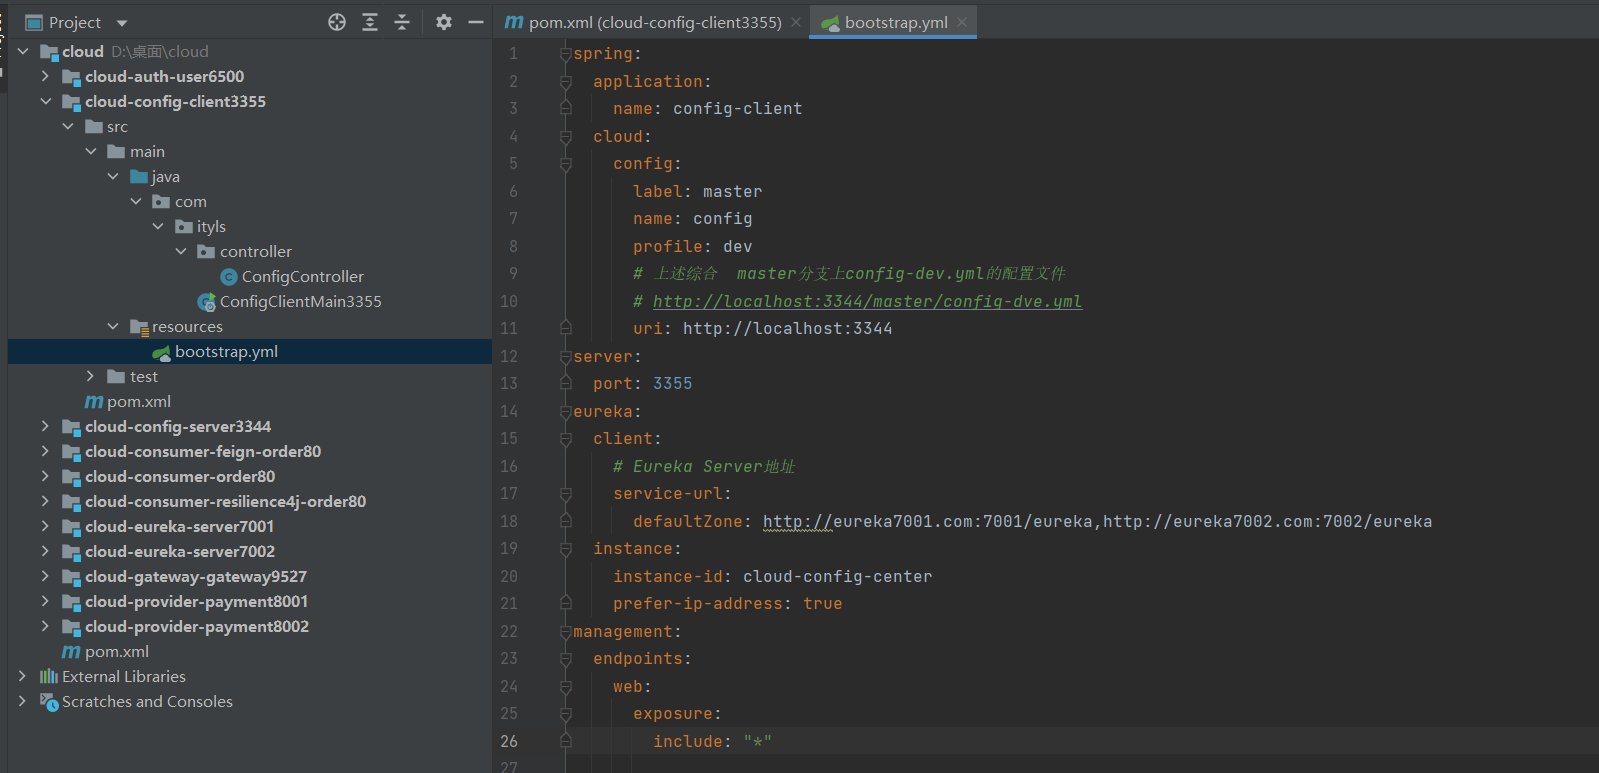 Project
cloud D:\桌面\cloud
cloud-auth-user6500
cloud-config-client3355
src
main
java
com
ityls
controller
ConfigController
ConfigClientMain3355
resources
bootstrap.yml
test
pom.xml
cloud-config-server3344
cloud-consumer-feign-order80
cloud-consumer-order80
cloud-consumer-resilience4j-order80
cloud-eureka-server7001
cloud-eureka-server7002
cloud-gateway-gateway9527
cloud-provider-payment8001
cloud-provider-payment8002
pom.xml
External Libraries
Scratches and Consoles
pom.xml (cloud-config-client3355)
bootstrap.yml
1 spring:
2 application:
3 name: config-client
4 cloud:
5 config:
6 label: master
7 name: config
8 profile: dev
9 # 上述综合 master分支上config-dev.yml的配置文件
10 # http://localhost:3344/master/config-dve.yml
11 uri: http://localhost:3344
12 server:
13 port: 3355
14 eureka:
15 client:
16 # Eureka Server地址
17 service-url:
18 defaultZone: http://eureka7001.com:7001/eureka,http://eureka7002.com:7002/eureka
19 instance:
20 instance-id: cloud-config-center
21 prefer-ip-address: true
22 management:
23 endpoints:
24 web:
25 exposure:
26 include: "*"
27